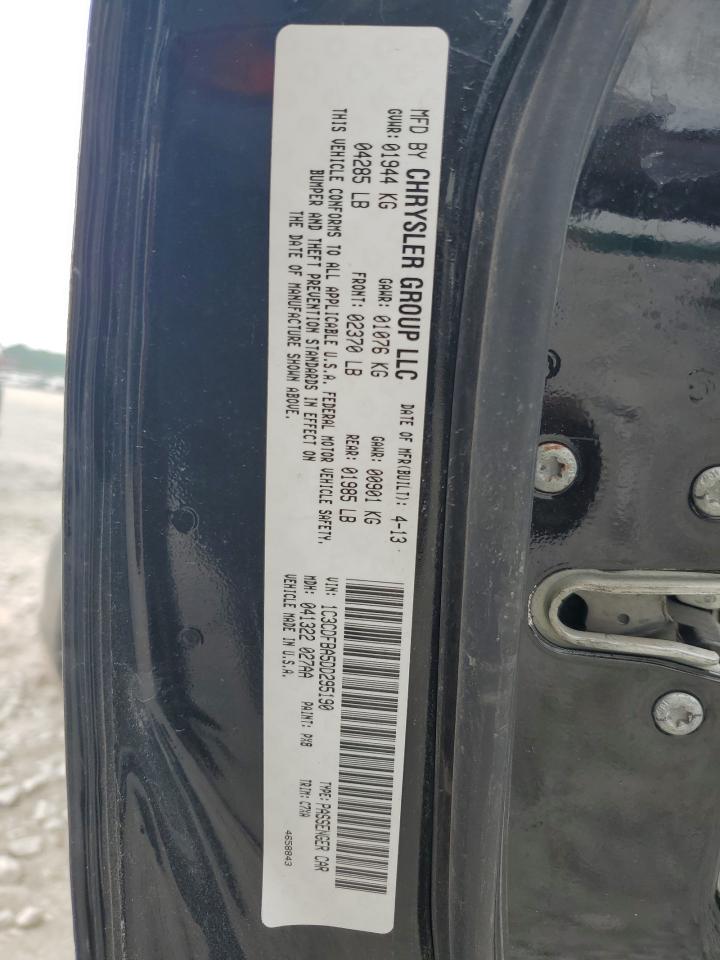 MFD BY CHRYSLER GROUP LLC DATE OF MFR(BUILT): 4-13
GVWR: 01944 KG GAWR: 01076 KG GAWR: 00901 KG
04285 LB FRONT: 02370 LB REAR: 01985 LB
THIS VEHICLE CONFORMS TO ALL APPLICABLE U.S.A. FEDERAL MOTOR VEHICLE SAFETY,
BUMPER AND THEFT PREVENTION STANDARDS IN EFFECT ON
THE DATE OF MANUFACTURE SHOWN ABOVE.
VIN: 1C3CDFBA5DD295190 TYPE: PASSENGER CAR
MDH: 041322 027AA PAINT: PX8 TRIM: C7XA
VEHICLE MADE IN U.S.A. 4658843